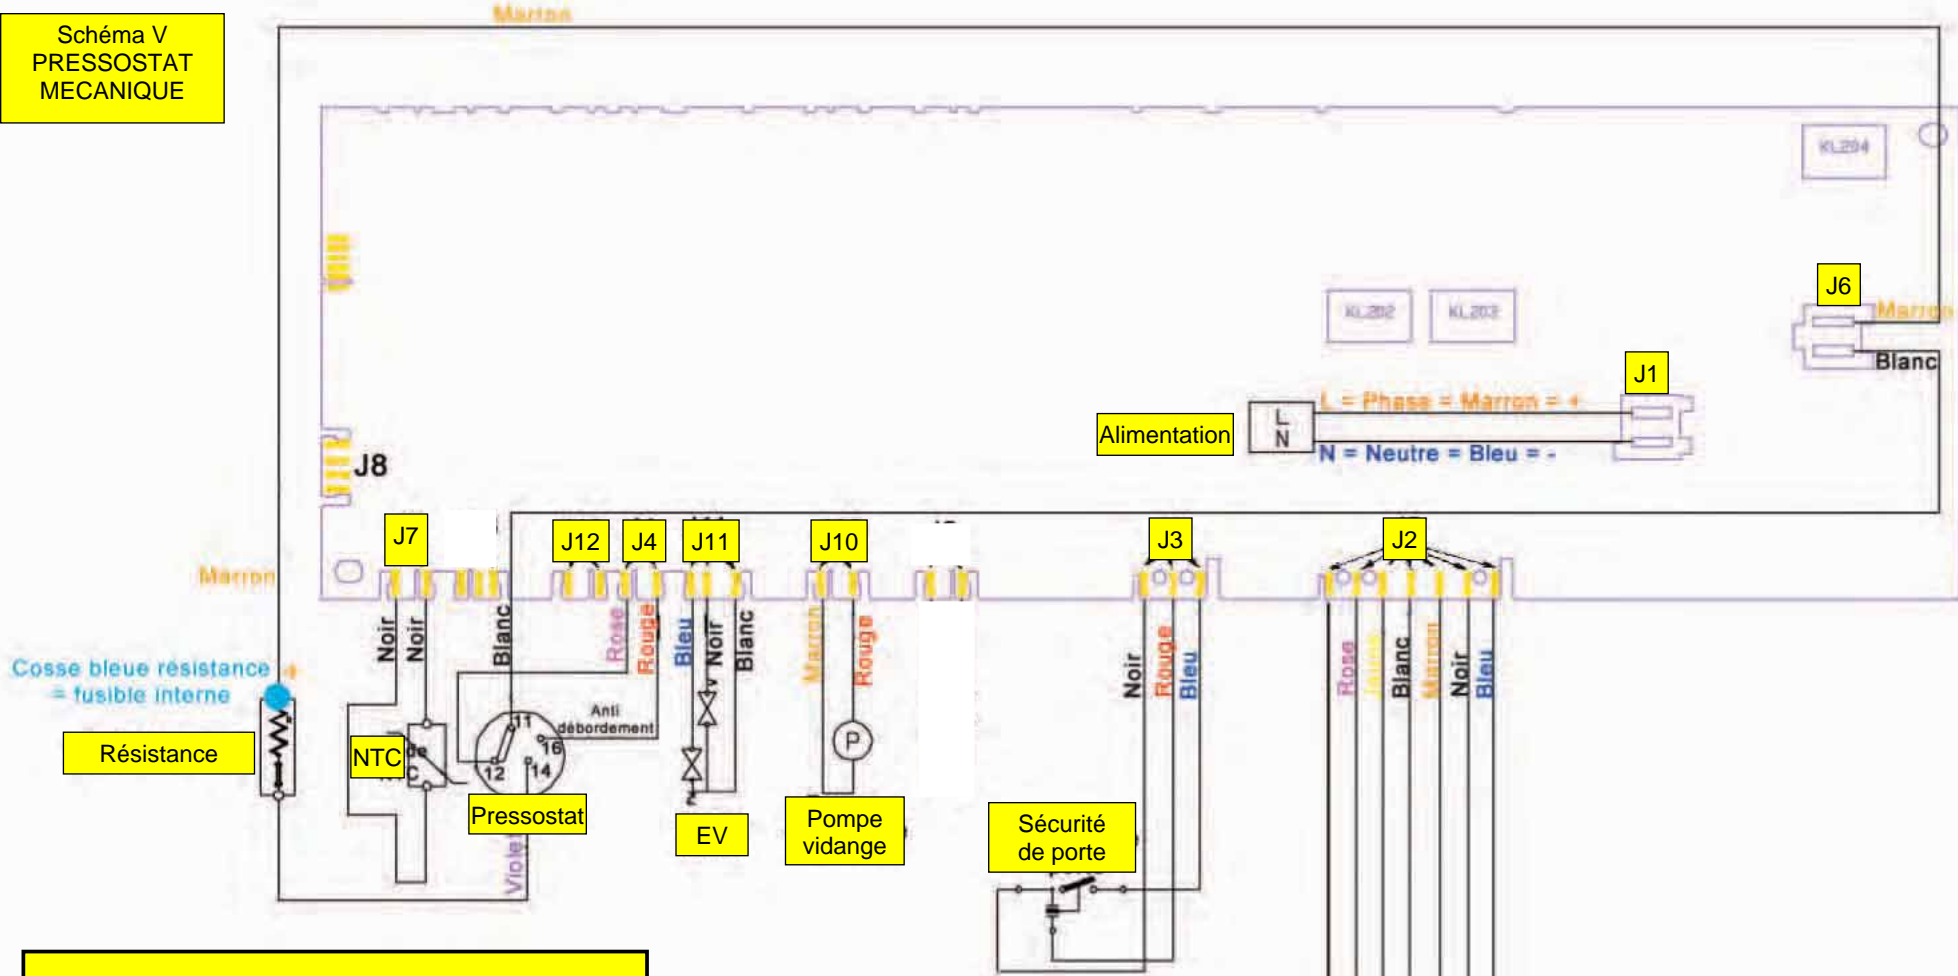 Marron
Schéma V
PRESSOSTAT
MECANIQUE
KL204
J6
KL202
KL203
Marron
Blanc
J1
L = Phase = Marron = +
Alimentation
L
N
N = Neutre = Bleu = -
J8
J7
J12
J4
J11
J10
J3
J2
Marron
Noir
Noir
Blanc
Rose
Rouge
Bleu
Noir
Blanc
Marron
Rouge
Noir
Rouge
Bleu
Rose
Jaune
Blanc
Marron
Noir
Bleu
Cosse bleue résistance +
= fusible interne
Résistance
NTC
de
11
12
14
16
Anti
débordement
Pressostat
Violet
EV
P
Pompe
vidange
Sécurité
de porte